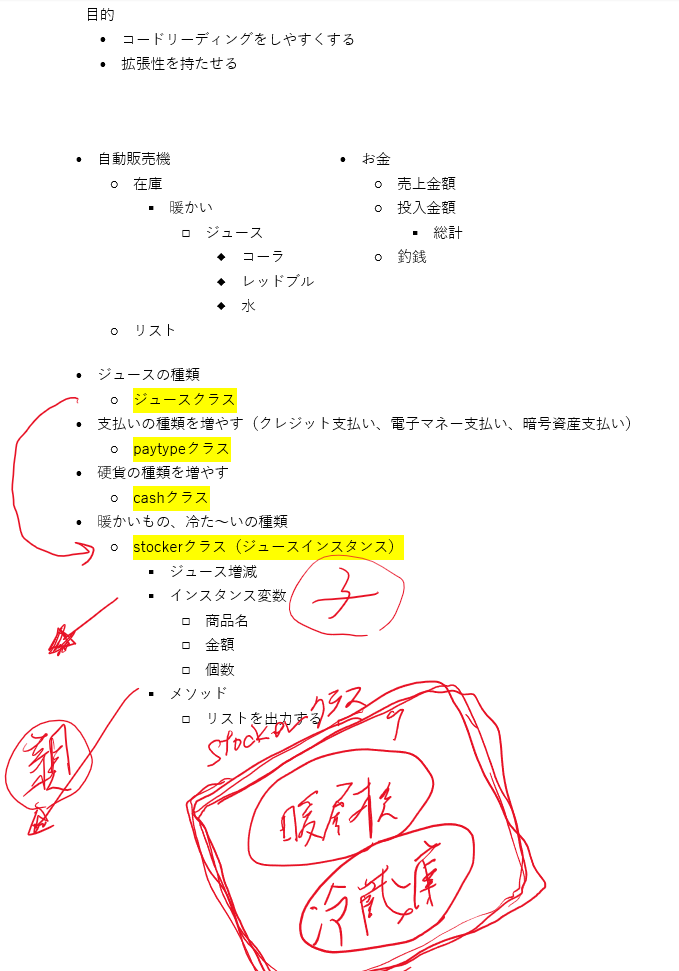 目的
• コードリーディングをしやすくする
• 拡張性を持たせる
• 自動販売機
○ 在庫
▪ 暖かい
□ ジュース
◆ コーラ
◆ レッドブル
◆ 水
○ リスト
• お金
○ 売上金額
○ 投入金額
▪ 総計
○ 釣銭
• ジュースの種類
○ ジュースクラス
• 支払いの種類を増やす（クレジット支払い、電子マネー支払い、暗号資産支払い）
○ paytypeクラス
• 硬貨の種類を増やす
○ cashクラス
• 暖かいもの、冷た～いの種類
○ stockerクラス（ジュースインスタンス）
▪ ジュース増減
▪ インスタンス変数
子
□ 商品名
□ 金額
□ 個数
▪ メソッド
□ リストを出力する
stockerクラス
冷蔵庫